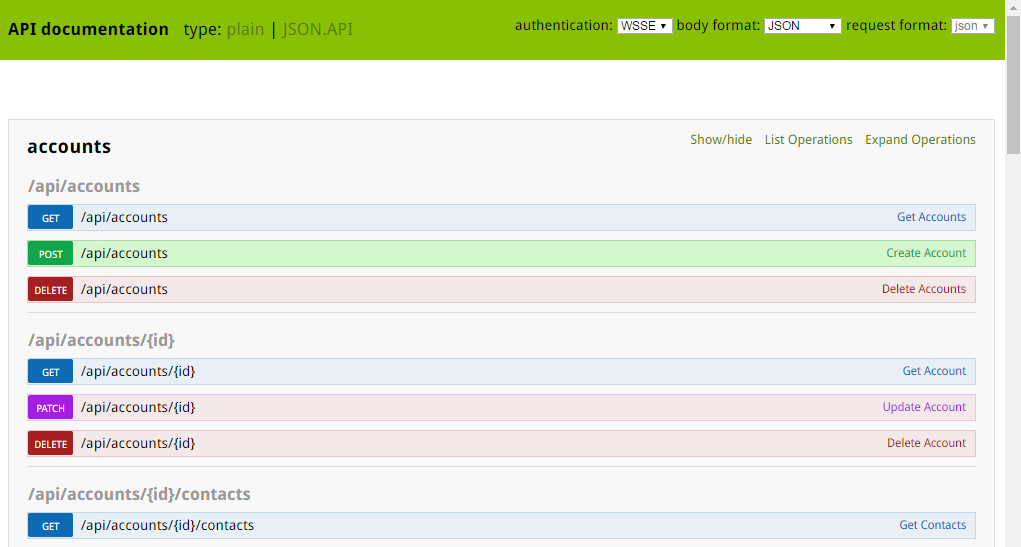 API documentation type: plain | JSON.API authentication: WSSE body format: JSON request format: json
accounts Show/hide List Operations Expand Operations
/api/accounts
GET /api/accounts Get Accounts
POST /api/accounts Create Account
DELETE /api/accounts Delete Accounts
/api/accounts/{id}
GET /api/accounts/{id} Get Account
PATCH /api/accounts/{id} Update Account
DELETE /api/accounts/{id} Delete Account
/api/accounts/{id}/contacts
GET /api/accounts/{id}/contacts Get Contacts